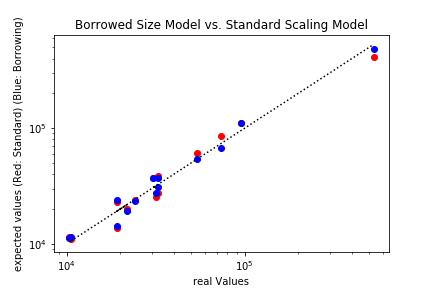 Borrowed Size Model vs. Standard Scaling Model
expected values (Red: Standard) (Blue: Borrowing)
10⁵
10⁴
10⁴ 10⁵
real Values